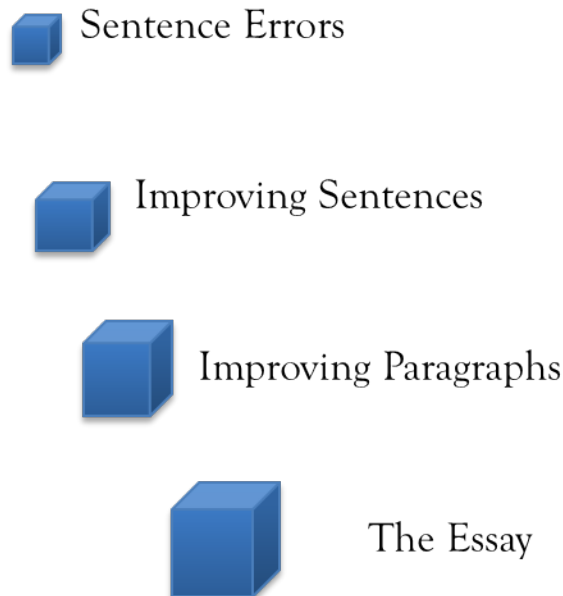 Sentence Errors
Improving Sentences
Improving Paragraphs
The Essay